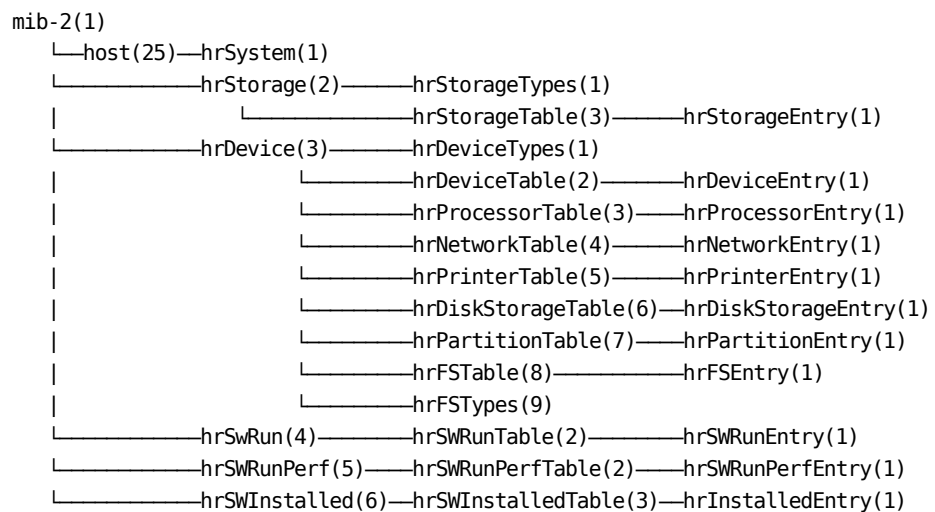 mib-2(1)
└──host(25)──hrSystem(1)
└────────────hrStorage(2)──────hrStorageTypes(1)
| └──────────────hrStorageTable(3)──────hrStorageEntry(1)
└────────────hrDevice(3)───────hrDeviceTypes(1)
| └─────────hrDeviceTable(2)───────hrDeviceEntry(1)
| └─────────hrProcessorTable(3)────hrProcessorEntry(1)
| └─────────hrNetworkTable(4)──────hrNetworkEntry(1)
| └─────────hrPrinterTable(5)──────hrPrinterEntry(1)
| └─────────hrDiskStorageTable(6)──hrDiskStorageEntry(1)
| └─────────hrPartitionTable(7)────hrPartitionEntry(1)
| └─────────hrFSTable(8)───────────hrFSEntry(1)
| └─────────hrFSTypes(9)
└────────────hrSwRun(4)────────hrSWRunTable(2)────────hrSWRunEntry(1)
└────────────hrSWRunPerf(5)────hrSWRunPerfTable(2)────hrSWRunPerfEntry(1)
└────────────hrSWInstalled(6)──hrSWInstalledTable(3)──hrInstalledEntry(1)